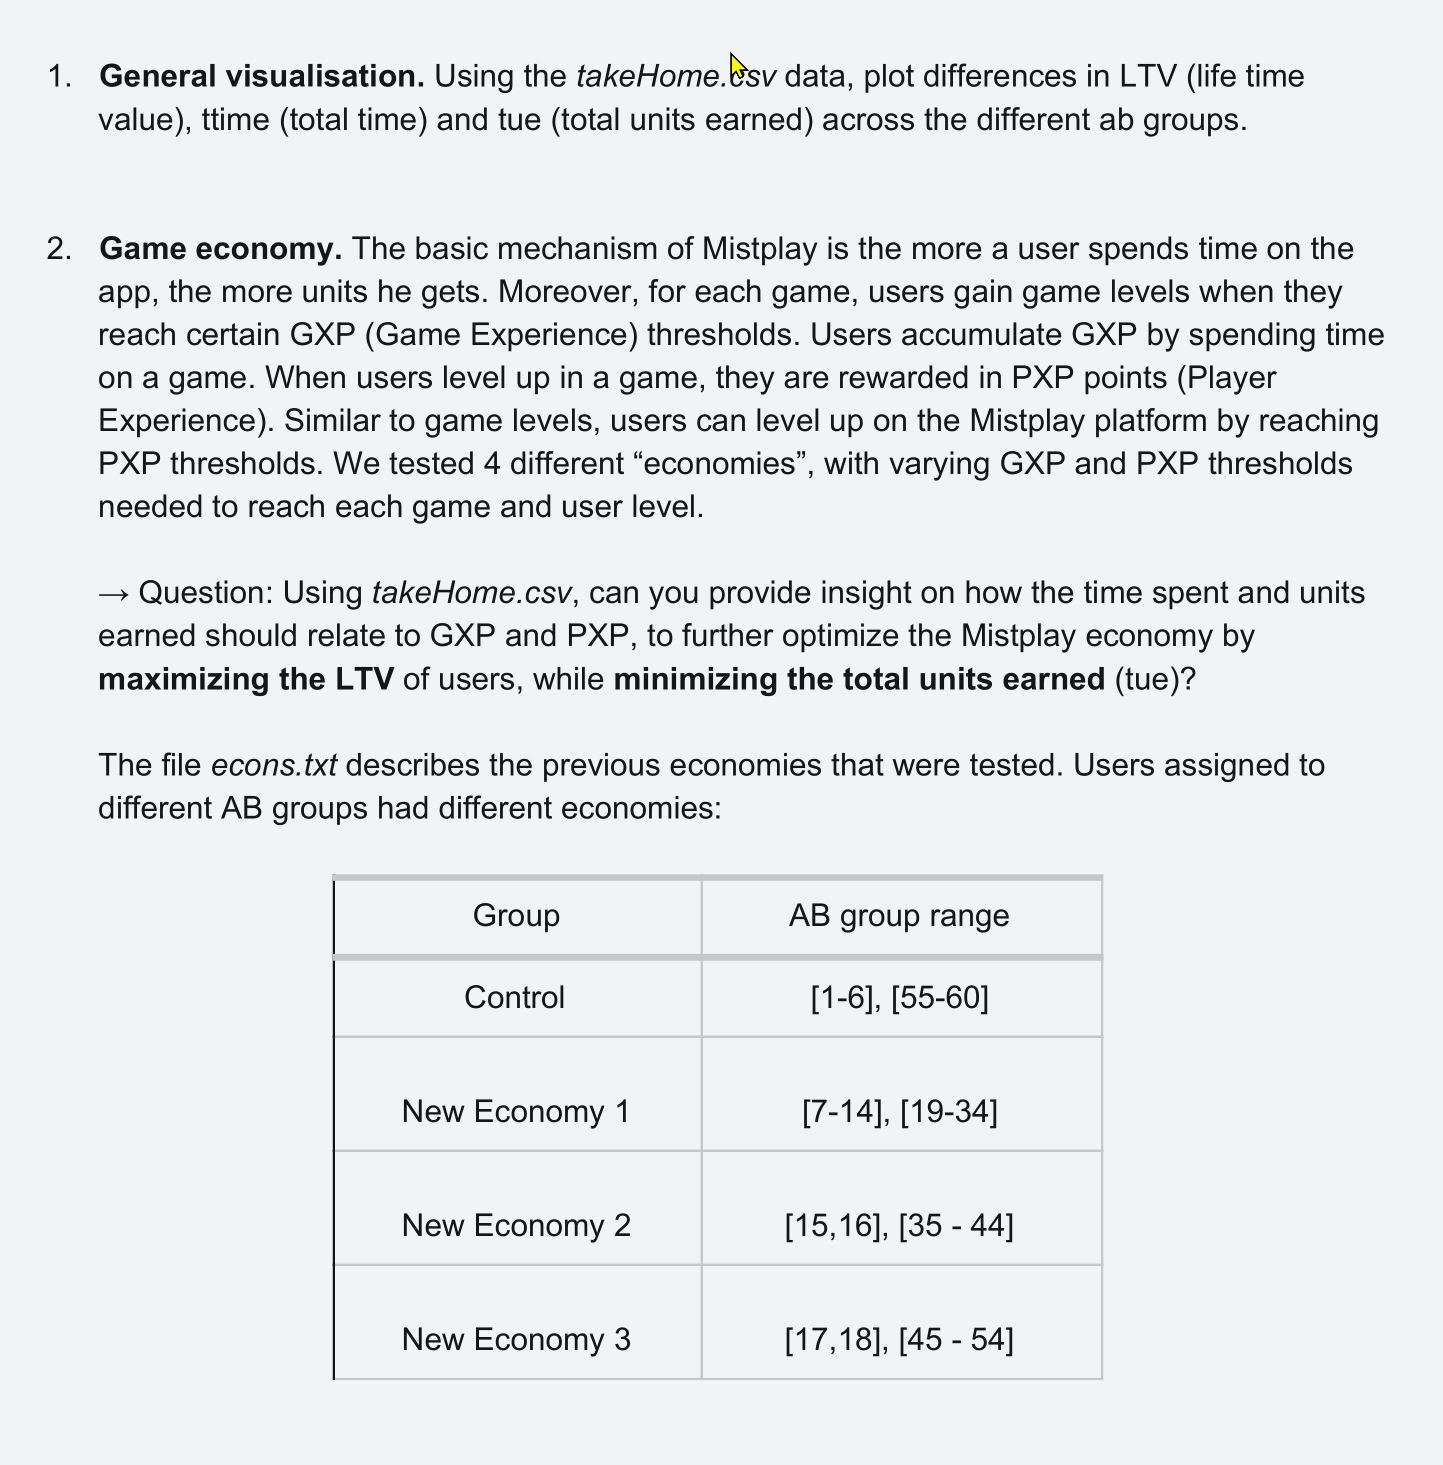 1. General visualisation. Using the takeHome.csv data, plot differences in LTV (life time
value), ttime (total time) and tue (total units earned) across the different ab groups.
2. Game economy. The basic mechanism of Mistplay is the more a user spends time on the
app, the more units he gets. Moreover, for each game, users gain game levels when they
reach certain GXP (Game Experience) thresholds. Users accumulate GXP by spending time
on a game. When users level up in a game, they are rewarded in PXP points (Player
Experience). Similar to game levels, users can level up on the Mistplay platform by reaching
PXP thresholds. We tested 4 different “economies”, with varying GXP and PXP thresholds
needed to reach each game and user level.
→ Question: Using takeHome.csv, can you provide insight on how the time spent and units
earned should relate to GXP and PXP, to further optimize the Mistplay economy by
maximizing the LTV of users, while minimizing the total units earned (tue)?
The file econs.txt describes the previous economies that were tested. Users assigned to
different AB groups had different economies:
Group AB group range
Control [1-6], [55-60]
New Economy 1 [7-14], [19-34]
New Economy 2 [15,16], [35 - 44]
New Economy 3 [17,18], [45 - 54]